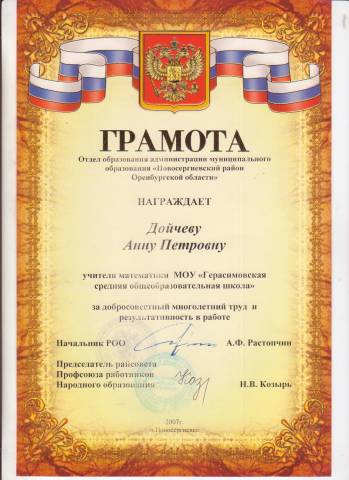 ГРАМОТА
Отдел образования администрации муниципального
образования «Новосергиевский район
Оренбургской области»
НАГРАЖДАЕТ
Дойчеву
Анну Петровну
учителя математики МОУ «Герасимовская
средняя общеобразовательная школа»
за добросовестный многолетний труд и
результативность в работе
Начальник РОО А.Ф. Растопчин
Председатель райсовета
Профсоюза работников
Народного образования Н.В. Козырь
2007г.
п.Новосергиевка